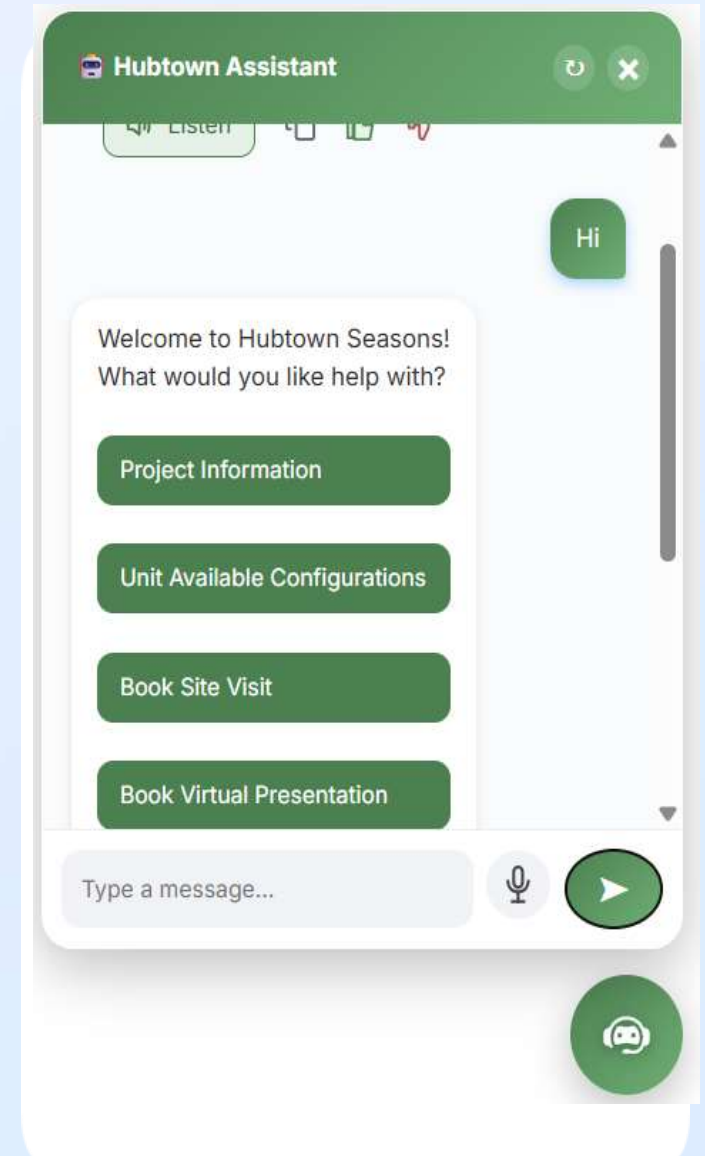 Hubtown Assistant
Listen
Hi
Welcome to Hubtown Seasons!
What would you like help with?
Project Information
Unit Available Configurations
Book Site Visit
Book Virtual Presentation
Type a message...